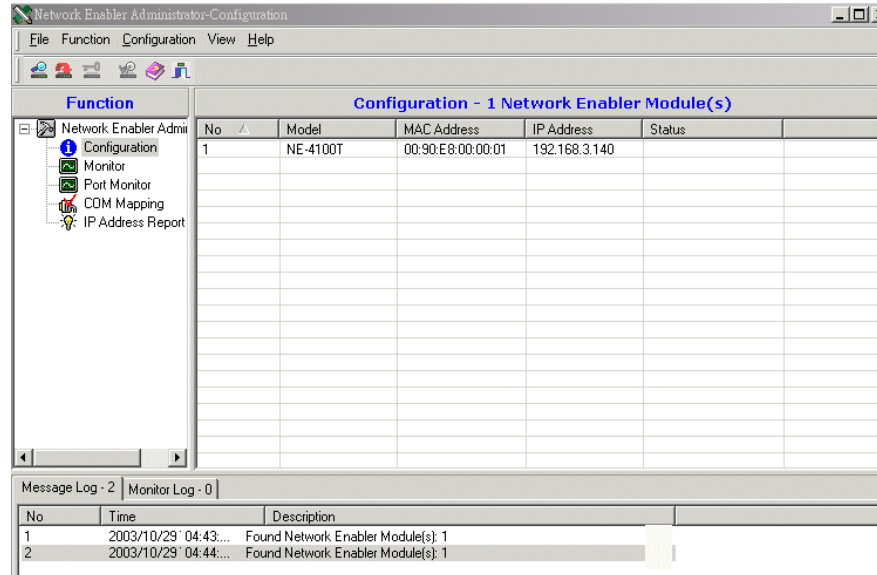 Network Enabler Administrator-Configuration
File Function Configuration View Help
Function
Configuration - 1 Network Enabler Module(s)
Network Enabler Admii
Configuration
Monitor
Port Monitor
COM Mapping
IP Address Report
No Model MAC Address IP Address Status
1 NE-4100T 00:90:E8:00:00:01 192.168.3.140
Message Log - 2 Monitor Log - 0
No Time Description
1 2003/10/29 04:43:... Found Network Enabler Module(s): 1
2 2003/10/29 04:44:... Found Network Enabler Module(s): 1